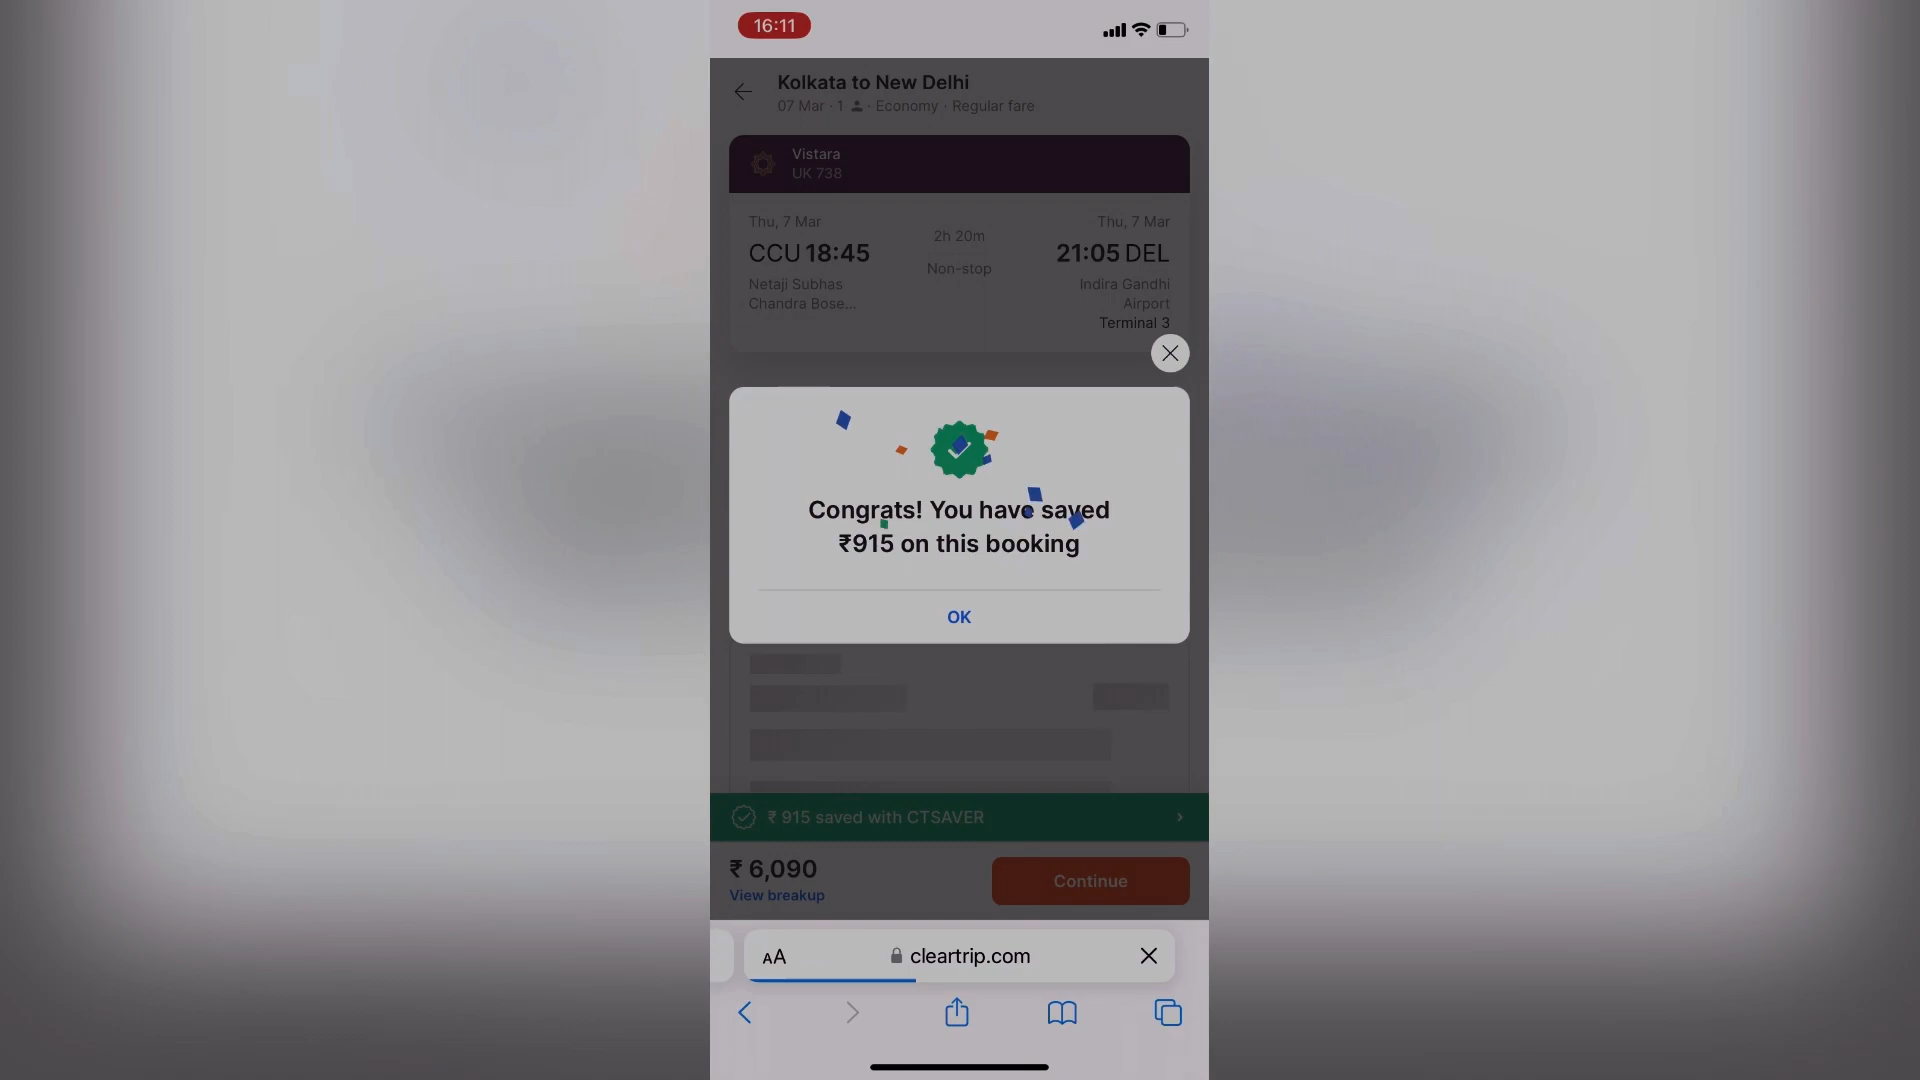 16:11
Kolkata to New Delhi
07 Mar · 1 · Economy · Regular fare
Vistara
UK 738
Thu, 7 Mar
Thu, 7 Mar
2h 20m
CCU 18:45
21:05 DEL
Non-stop
Netaji Subhas
Chandra Bose...
Indira Gandhi
Airport
Terminal 3
Congrats! You have saved
₹915 on this booking
OK
₹ 915 saved with CTSAVER
₹ 6,090
View breakup
Continue
AA
cleartrip.com